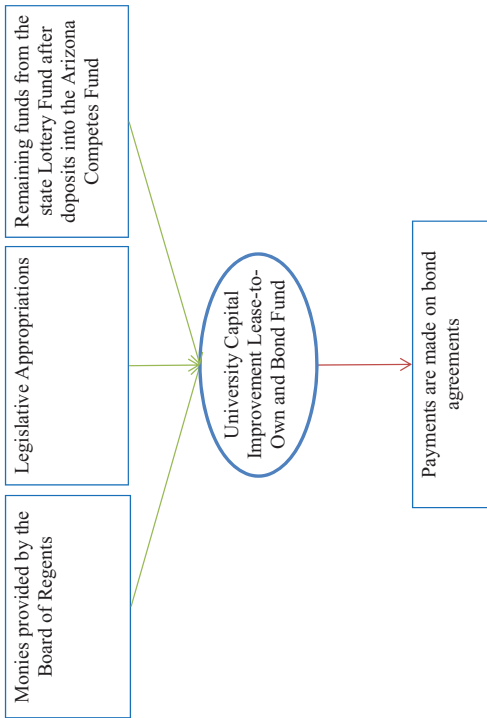 Monies provided by the
Board of Regents
Legislative Appropriations
Remaining funds from the
state Lottery Fund after
doposits into the Arizona
Competes Fund
University Capital
Improvement Lease-to-
Own and Bond Fund
Payments are made on bond
agreements